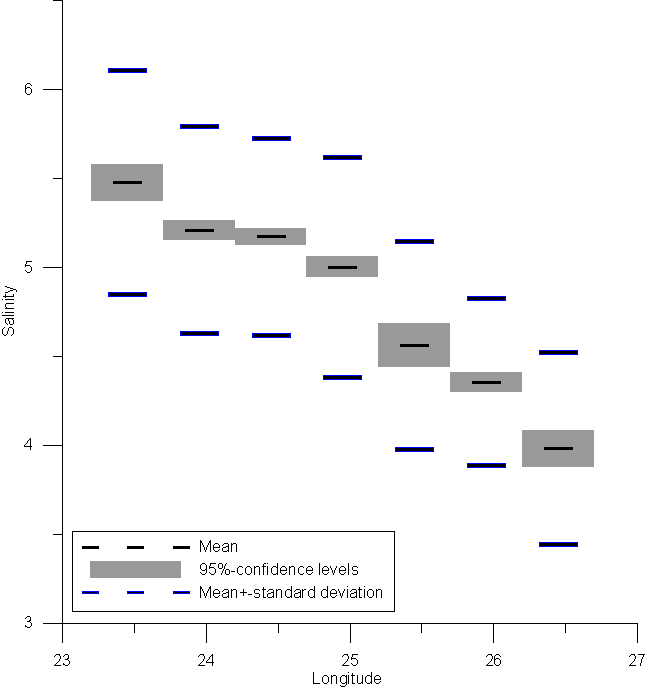 6
5
4
3
Salinity
Mean
95%-confidence levels
Mean+-standard deviation
23 24 25 26 27
Longitude